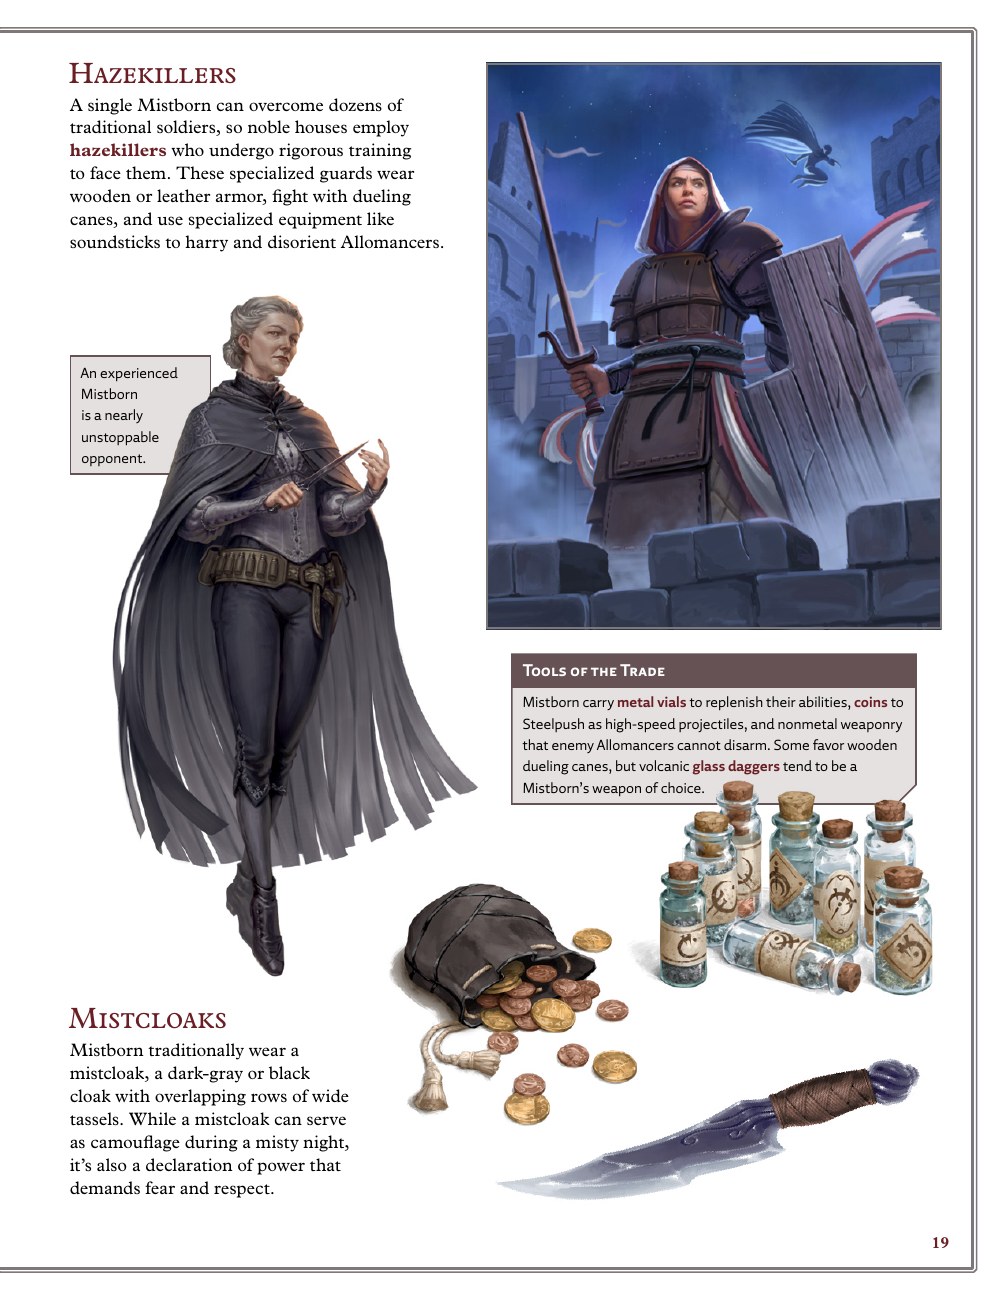 Hazekillers
A single Mistborn can overcome dozens of
traditional soldiers, so noble houses employ
hazekillers who undergo rigorous training
to face them. These specialized guards wear
wooden or leather armor, fight with dueling
canes, and use specialized equipment like
soundsticks to harry and disorient Allomancers.
An experienced
Mistborn
is a nearly
unstoppable
opponent.
Tools of the Trade
Mistborn carry metal vials to replenish their abilities, coins to
Steelpush as high-speed projectiles, and nonmetal weaponry
that enemy Allomancers cannot disarm. Some favor wooden
dueling canes, but volcanic glass daggers tend to be a
Mistborn's weapon of choice.
Mistcloaks
Mistborn traditionally wear a
mistcloak, a dark-gray or black
cloak with overlapping rows of wide
tassels. While a mistcloak can serve
as camouflage during a misty night,
it's also a declaration of power that
demands fear and respect.
19